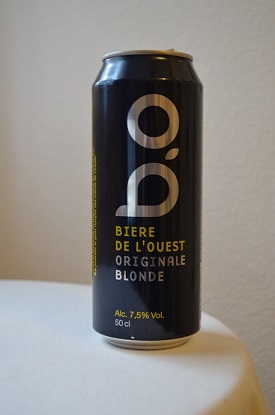 b.o
BIERE
DE L'OUEST
ORIGINALE
BLONDE
Alc. 7,5% Vol.
50 cl